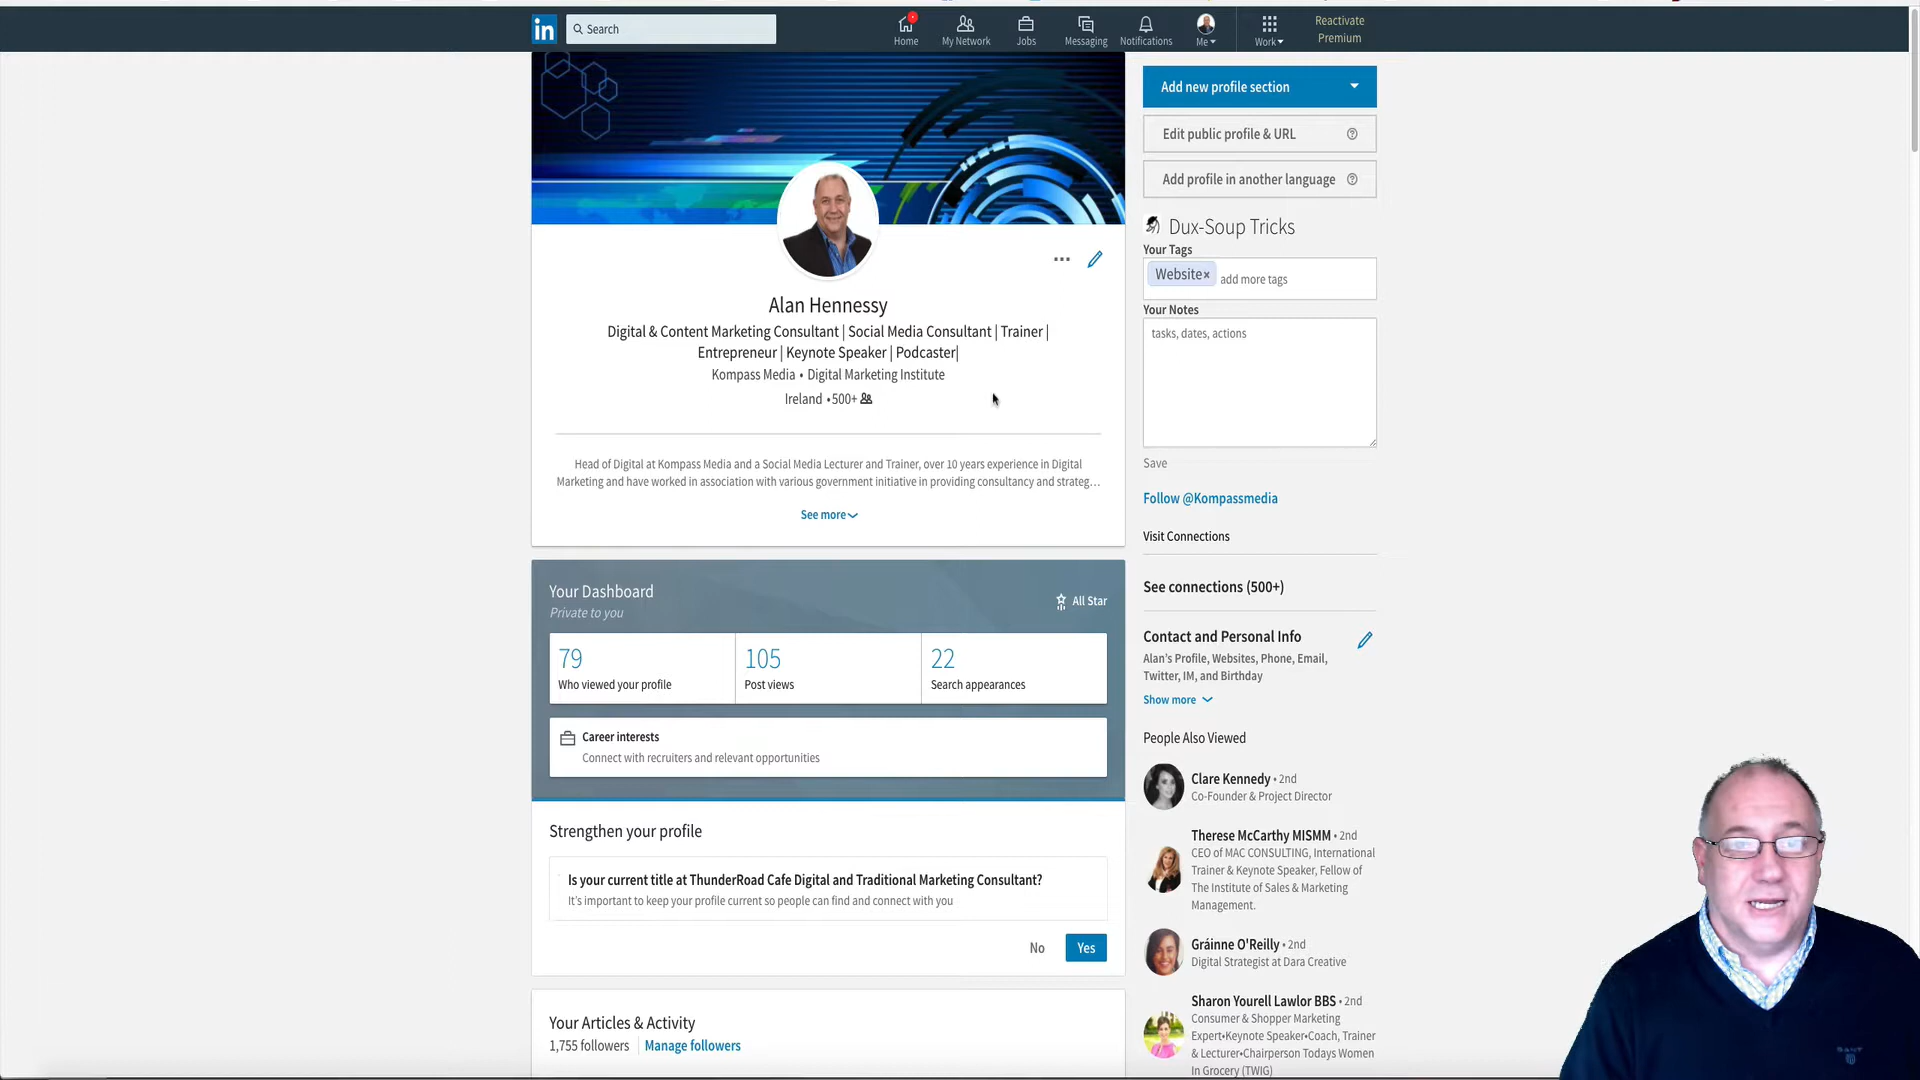 in
Search
Home
My Network
Jobs
Messaging
Notifications
Me
Work
Reactivate
Premium
Alan Hennessy
Digital & Content Marketing Consultant | Social Media Consultant | Trainer |
Entrepreneur | Keynote Speaker | Podcaster|
Kompass Media • Digital Marketing Institute
Ireland • 500+
Head of Digital at Kompass Media and a Social Media Lecturer and Trainer, over 10 years experience in Digital
Marketing and have worked in association with various government initiative in providing consultancy and strateg...
See more
Your Dashboard
Private to you
All Star
79
Who viewed your profile
105
Post views
22
Search appearances
Career interests
Connect with recruiters and relevant opportunities
Strengthen your profile
Is your current title at ThunderRoad Cafe Digital and Traditional Marketing Consultant?
It's important to keep your profile current so people can find and connect with you
No
Yes
Your Articles & Activity
1,755 followers
Manage followers
Add new profile section
Edit public profile & URL
Add profile in another language
Dux-Soup Tricks
Your Tags
Website× add more tags
Your Notes
tasks, dates, actions
Save
Follow @Kompassmedia
Visit Connections
See connections (500+)
Contact and Personal Info
Alan's Profile, Websites, Phone, Email,
Twitter, IM, and Birthday
Show more
People Also Viewed
Clare Kennedy • 2nd
Co-Founder & Project Director
Therese McCarthy MISMM • 2nd
CEO of MAC CONSULTING, International
Trainer & Keynote Speaker, Fellow of
The Institute of Sales & Marketing
Management.
Gráinne O'Reilly • 2nd
Digital Strategist at Dara Creative
Sharon Yourell Lawlor BBS • 2nd
Consumer & Shopper Marketing
Expert•Keynote Speaker•Coach, Trainer
& Lecturer•Chairperson Todays Women
In Grocery (TWIG)
GANT